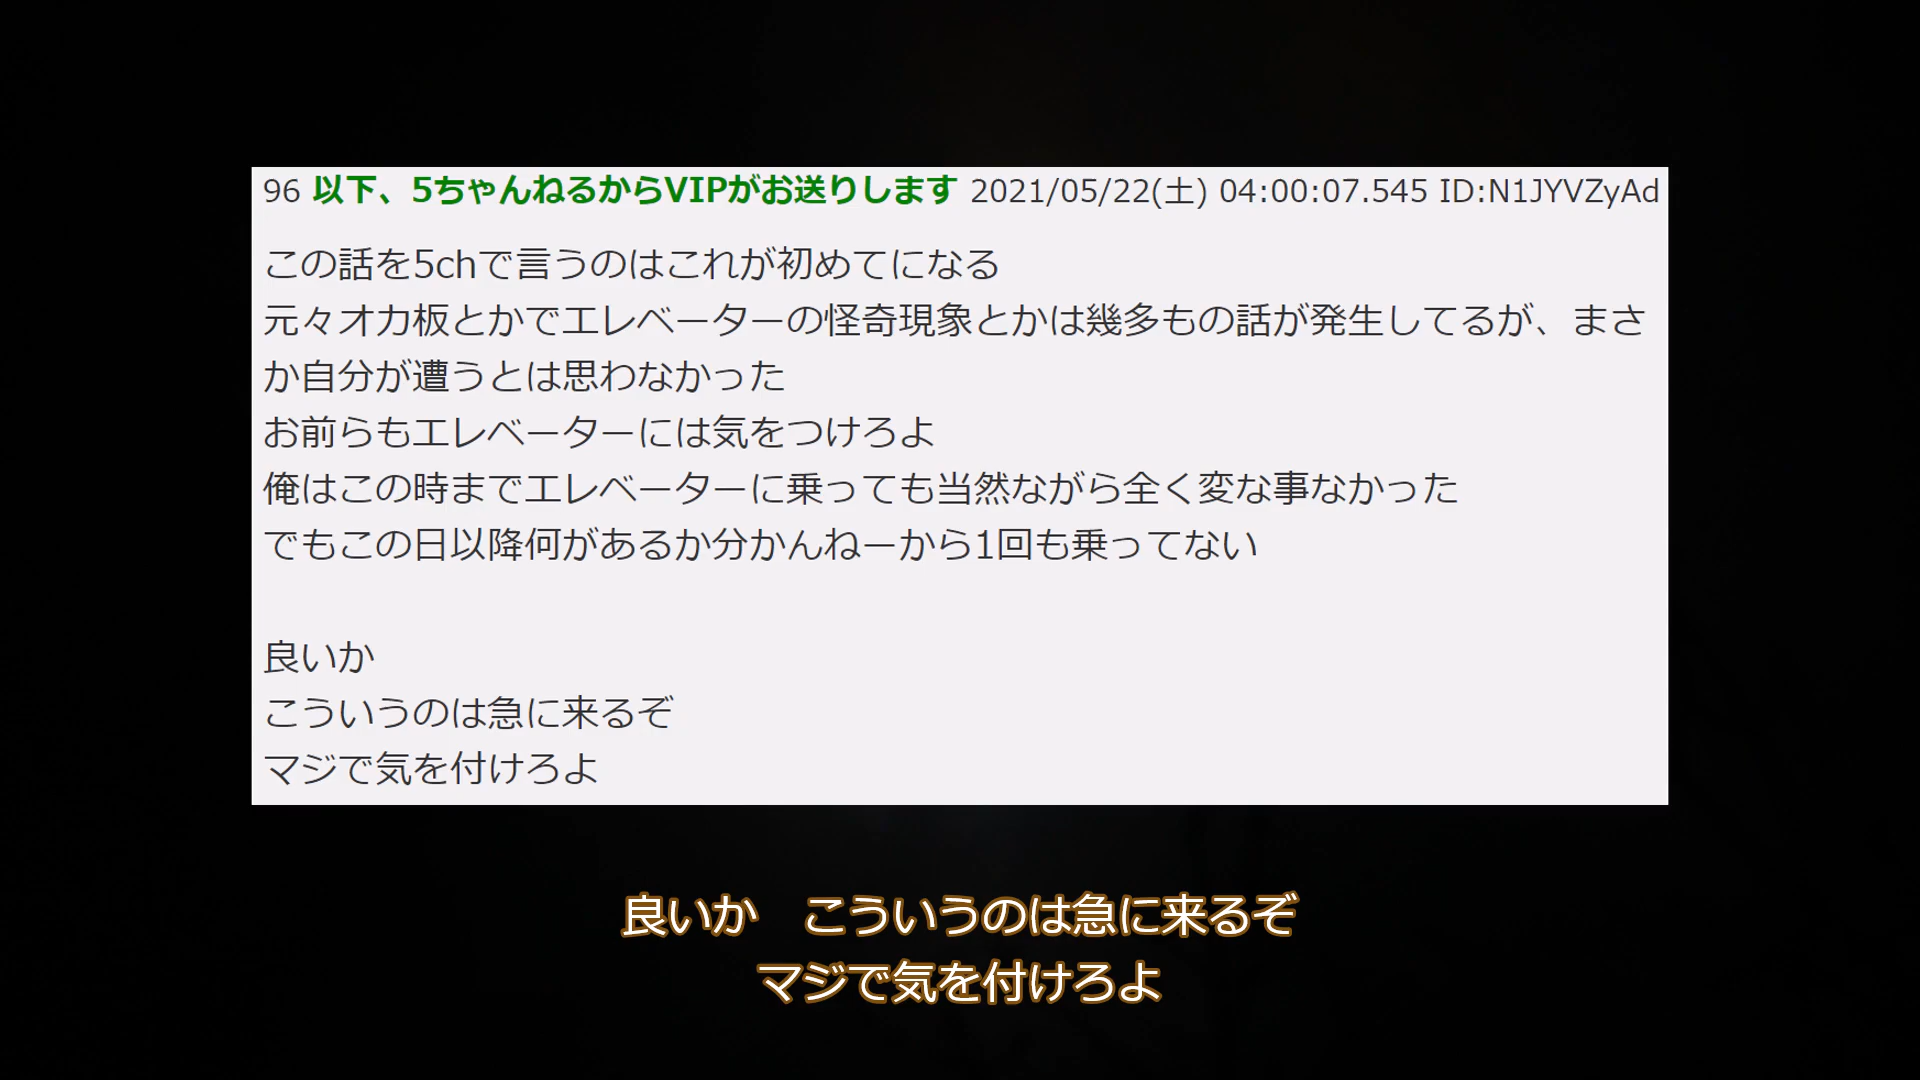 96 以下、5ちゃんねるからVIPがお送りします 2021/05/22(土) 04:00:07.545 ID:N1JYVZyAd
この話を5chで言うのはこれが初めてになる
元々オカ板とかでエレベーターの怪奇現象とかは幾多もの話が発生してるが、まさ
か自分が遭うとは思わなかった
お前らもエレベーターには気をつけろよ
俺はこの時までエレベーターに乗っても当然ながら全く変な事なかった
でもこの日以降何があるか分かんねーから1回も乗ってない
良いか
こういうのは急に来るぞ
マジで気を付けろよ
良いか　こういうのは急に来るぞ
マジで気を付けろよ